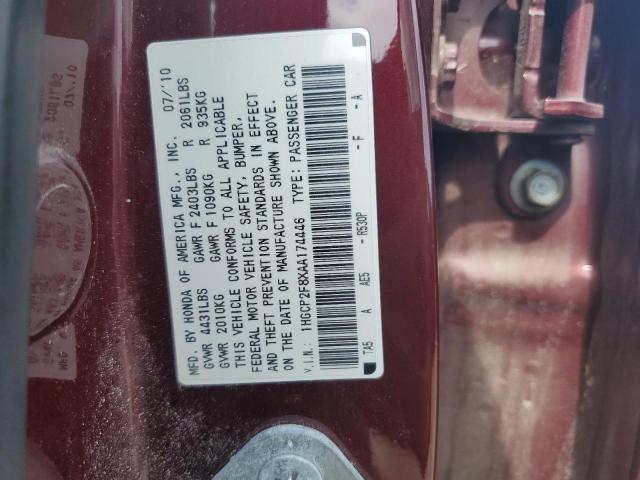 MFD. BY HONDA OF AMERICA MFG., INC. 07/'10
GVWR 4431LBS GAWR F 2403LBS R 2061LBS
GVWR 2010KG GAWR F 1090KG R 935KG
THIS VEHICLE CONFORMS TO ALL APPLICABLE
FEDERAL MOTOR VEHICLE SAFETY, BUMPER,
AND THEFT PREVENTION STANDARDS IN EFFECT
ON THE DATE OF MANUFACTURE SHOWN ABOVE.
V.I.N.: 1HGCP2F8XAA174446 TYPE: PASSENGER CAR
TA5 A AE5 - R530P - F - A